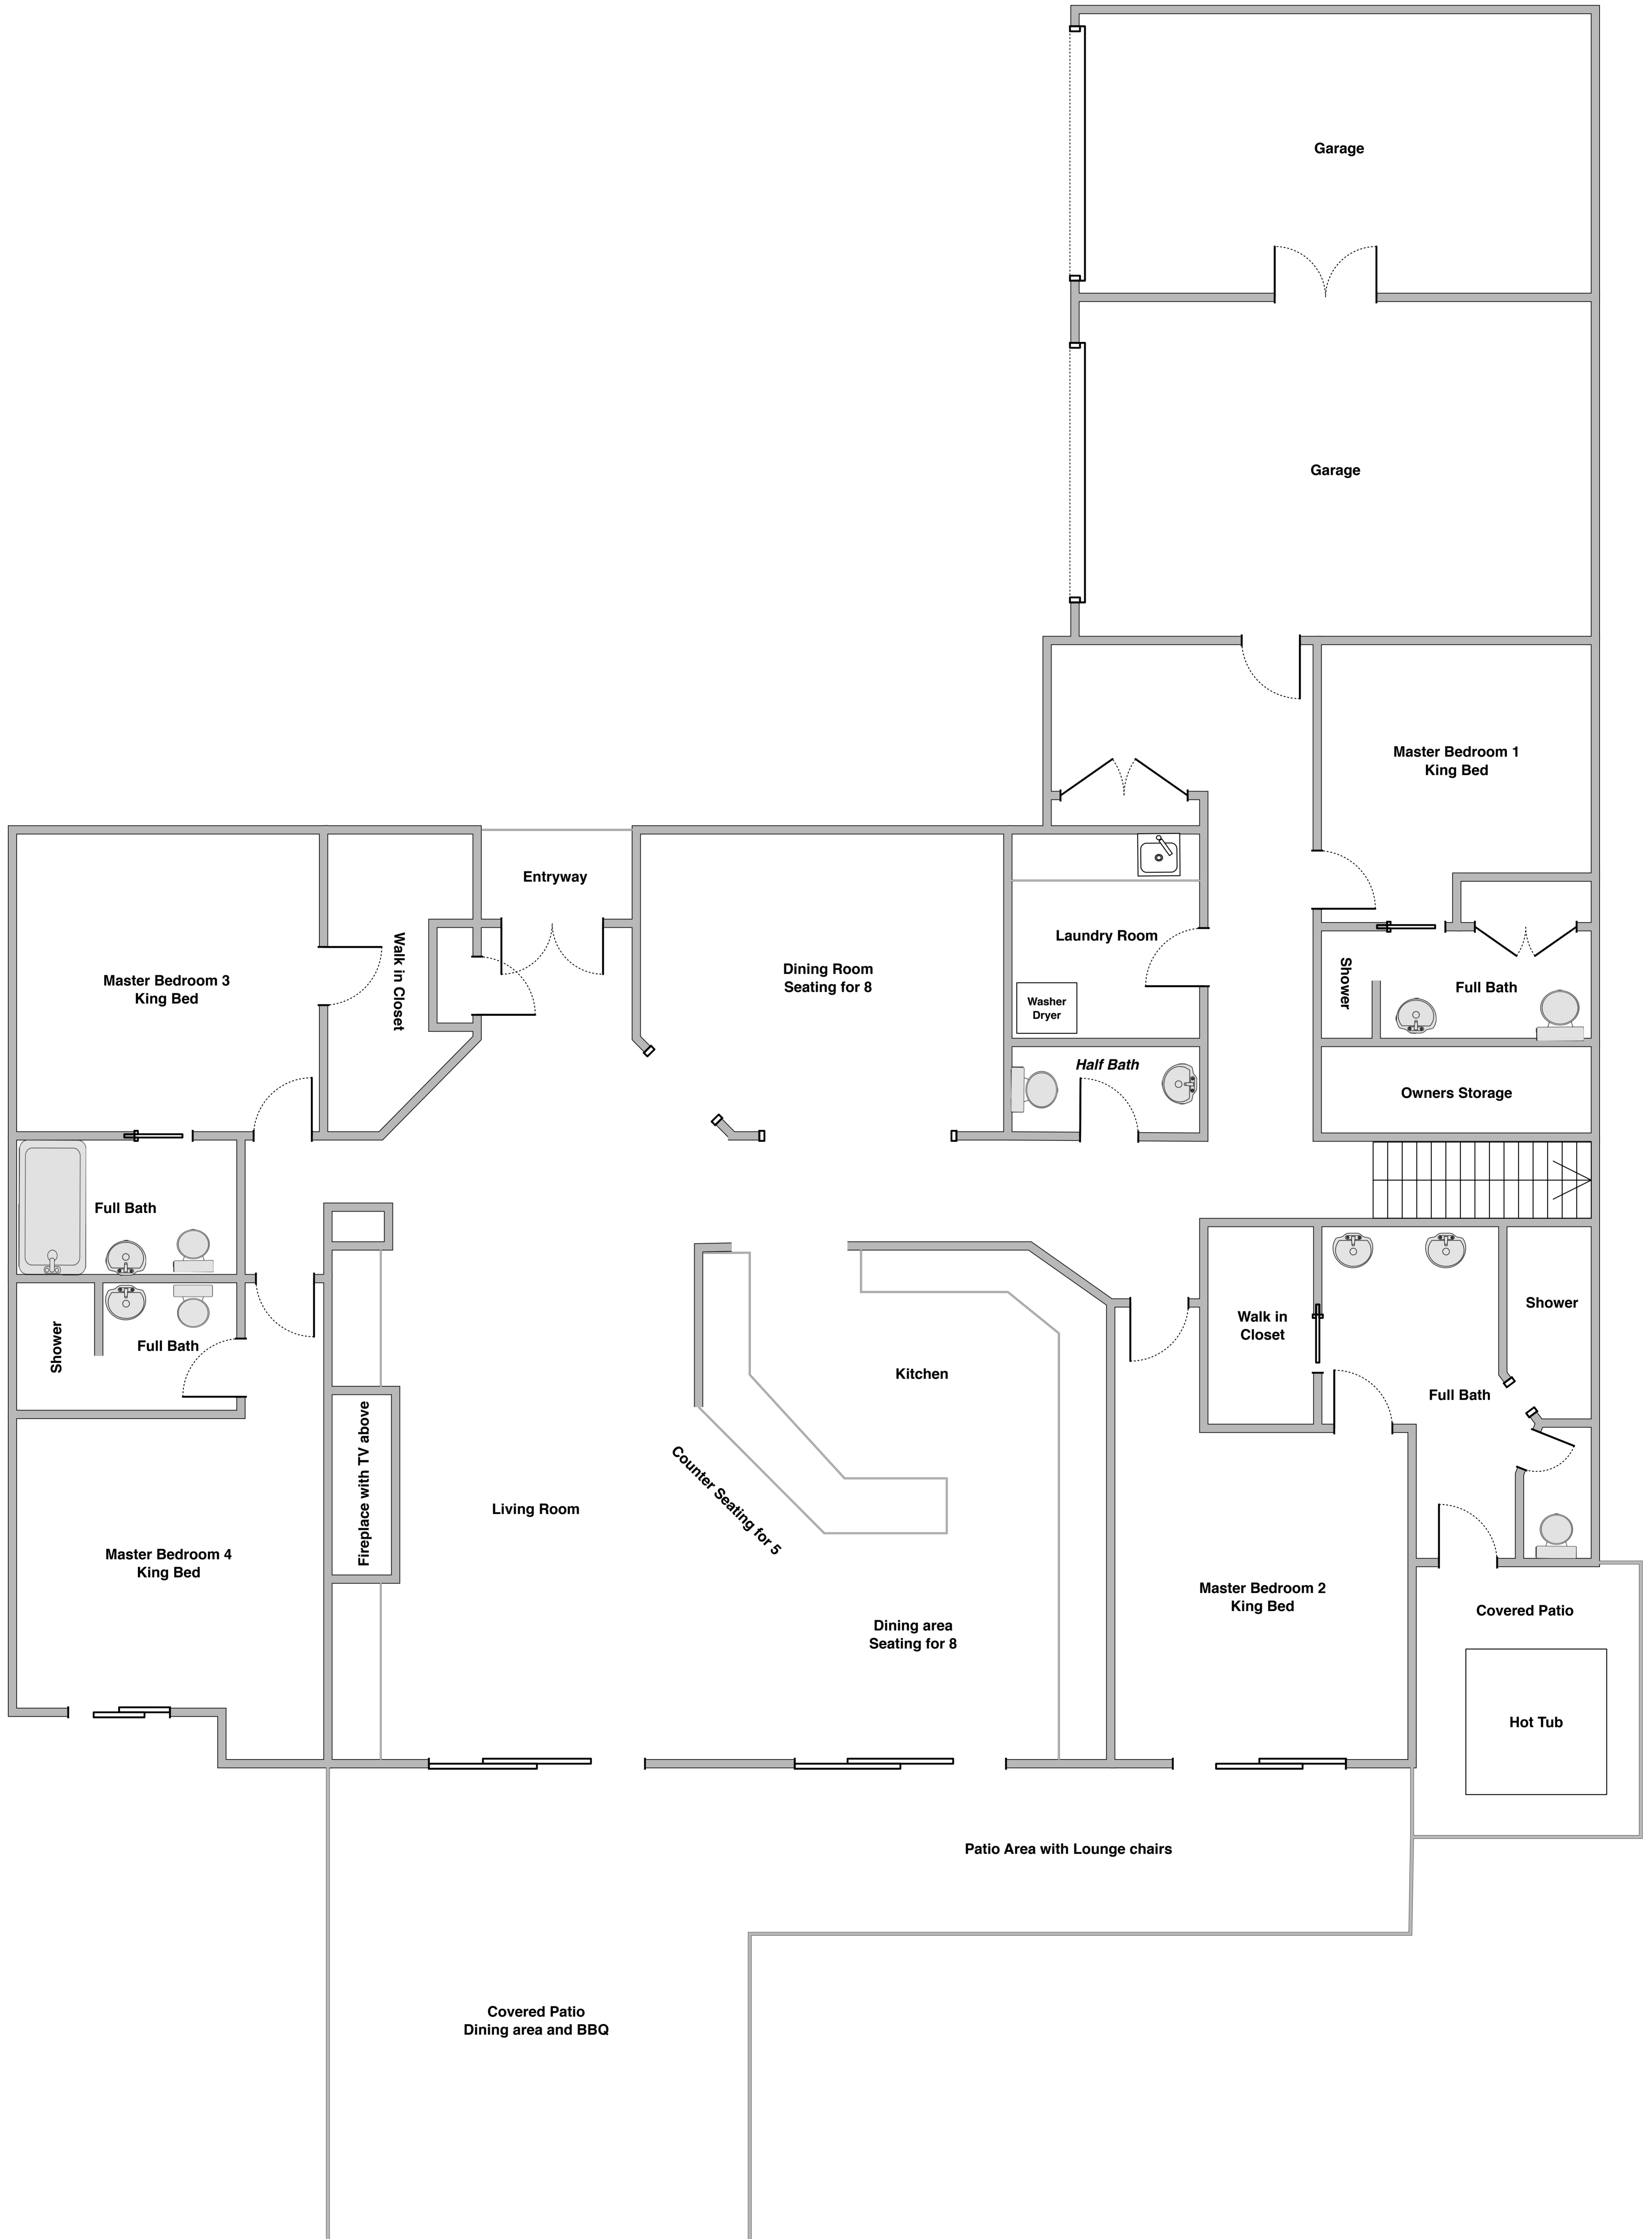 Garage
Garage
Master Bedroom 1
King Bed
Entryway
Walk in Closet
Laundry Room
Dining Room
Seating for 8
Master Bedroom 3
King Bed
Shower
Full Bath
Washer
Dryer
Half Bath
Owners Storage
Full Bath
Shower
Full Bath
Walk in
Closet
Shower
Kitchen
Full Bath
Fireplace with TV above
Counter Seating for 5
Living Room
Master Bedroom 4
King Bed
Master Bedroom 2
King Bed
Covered Patio
Dining area
Seating for 8
Hot Tub
Patio Area with Lounge chairs
Covered Patio
Dining area and BBQ